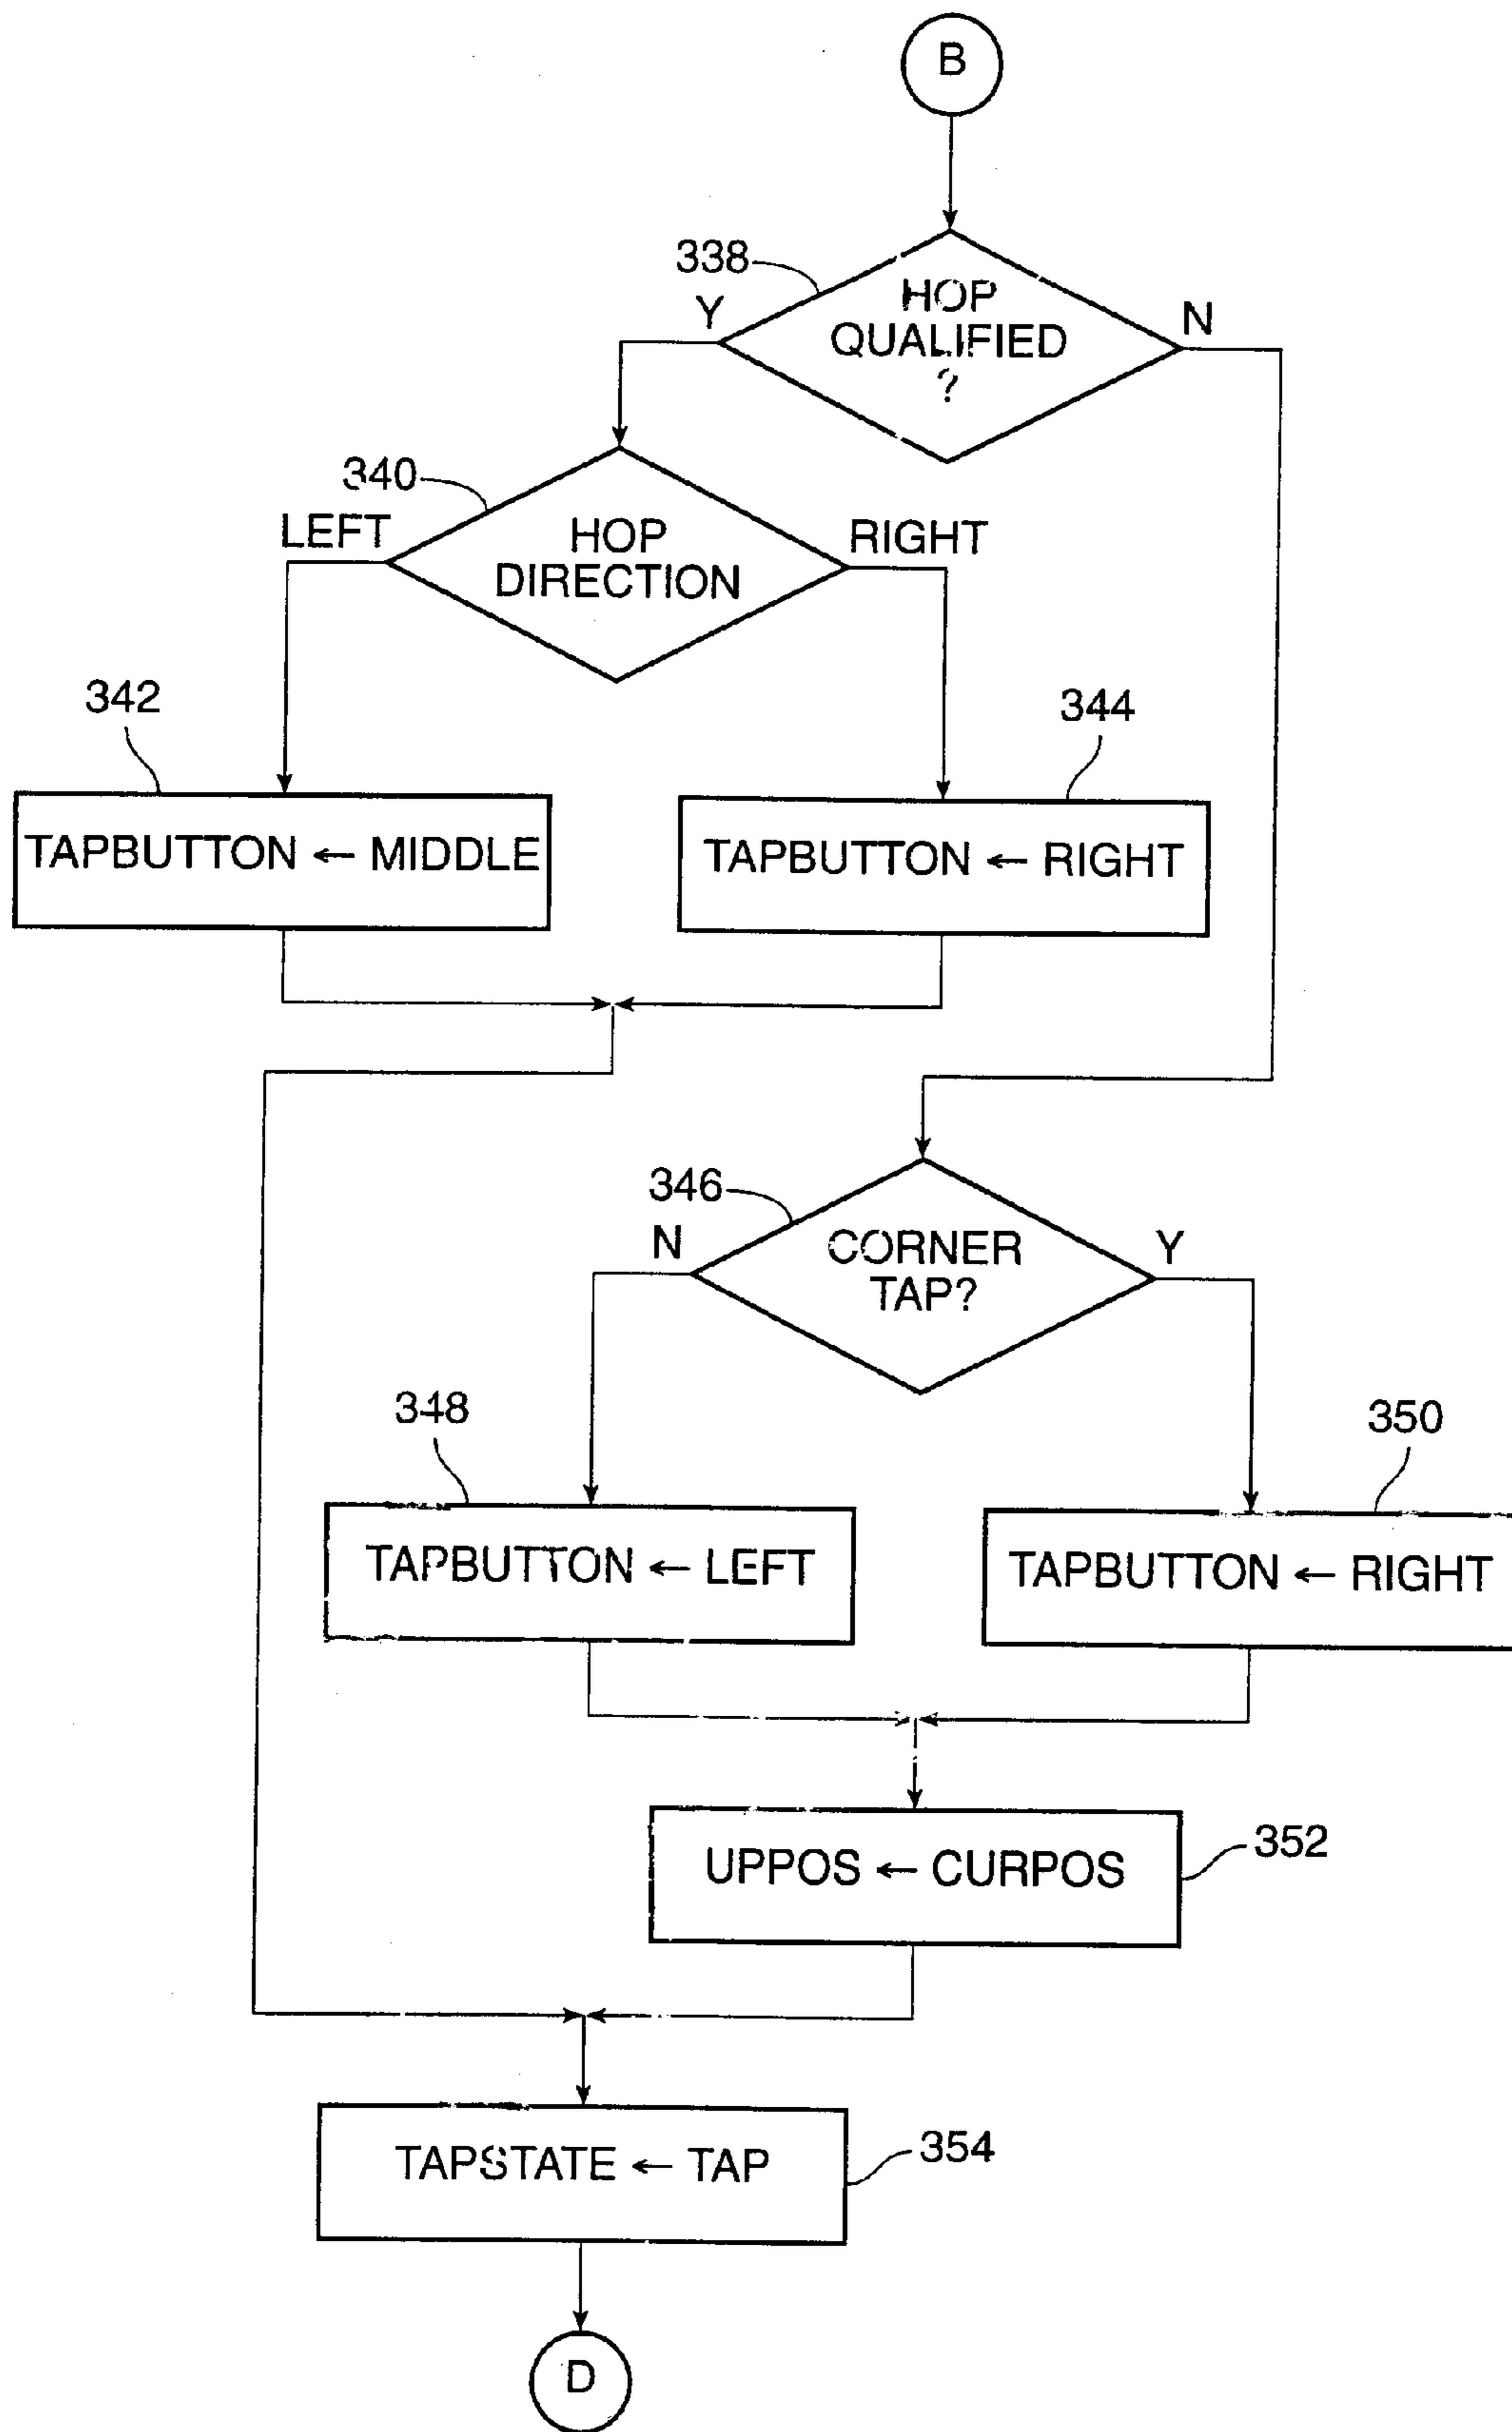 B
338
Y
HOP
QUALIFIED
?
N
340
LEFT
HOP
DIRECTION
RIGHT
342
344
TAPBUTTON ← MIDDLE
TAPBUTTON ← RIGHT
346
N
CORNER
TAP?
Y
348
350
TAPBUTTON ← LEFT
TAPBUTTON ← RIGHT
UPPOS ← CURPOS
352
TAPSTATE ← TAP
354
D